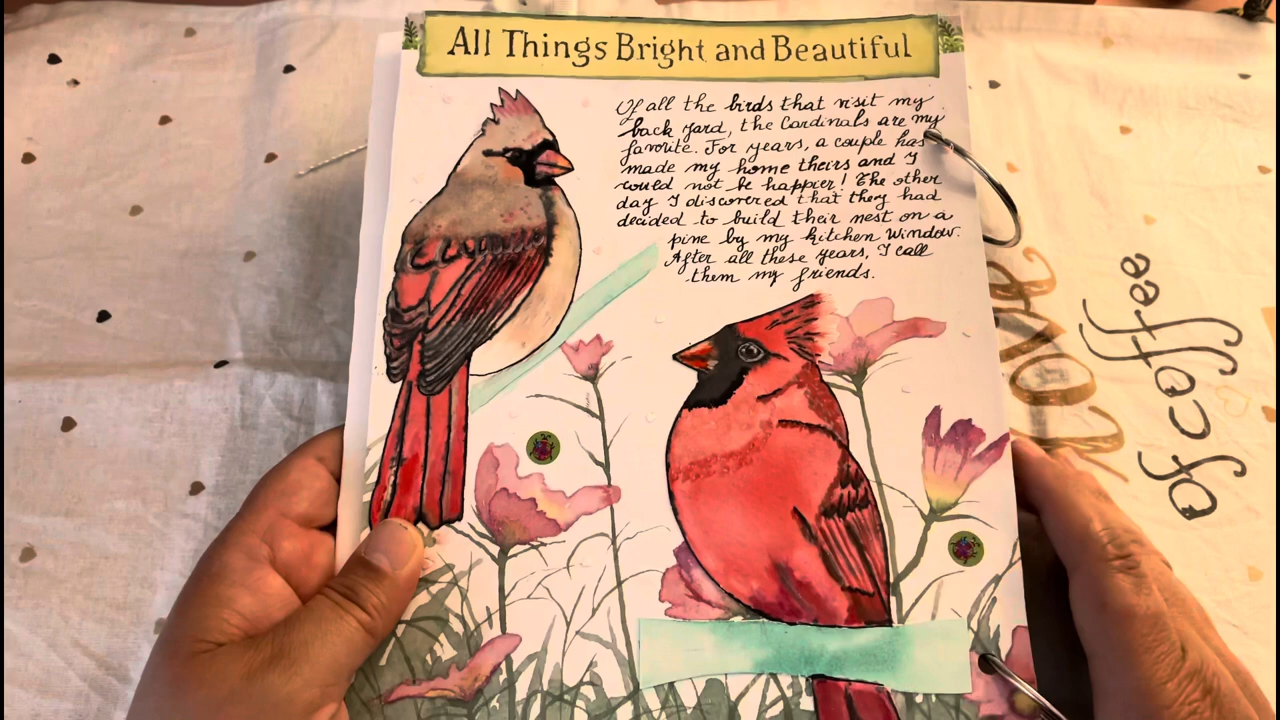 All Things Bright and Beautiful
Of all the birds that visit my
back yard, the Cardinals are my
favorite. For years, a couple has
made my home theirs and I
could not be happier! The other
day I discovered that they had
decided to build their nest on a
pine by my kitchen window.
After all these years, I call
them my friends.
of coffee